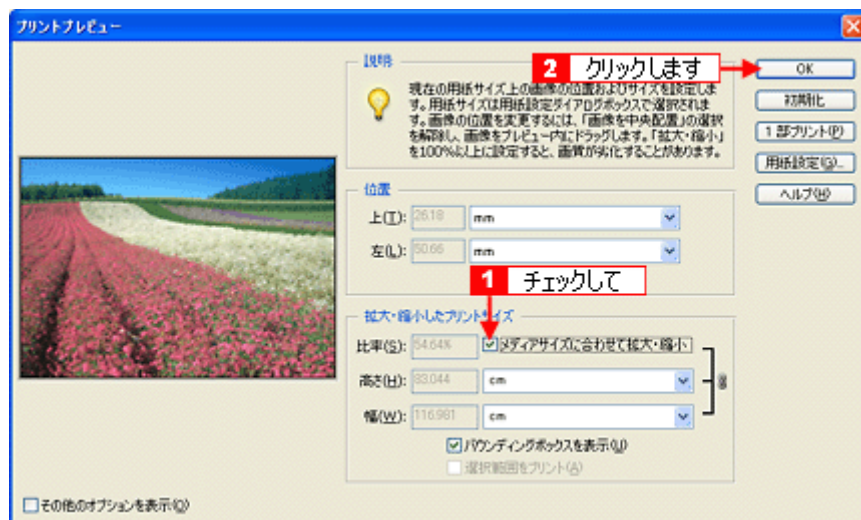 プリントプレビュー
説明
現在の用紙サイズ上の画像の位置およびサイズを設定しま
す。用紙サイズは用紙設定ダイアログボックスで選択されま
す。画像の位置を変更するには、「画像を中央配置」の選択
を解除し、画像をプレビュー内にドラッグします。「拡大・縮小」
を100%以上に設定すると、画質が劣化することがあります。
2 クリックします
OK
初期化
1部プリント(P)
用紙設定(G)...
ヘルプ(H)
位置
上(T): 26.18 mm
左(L): 50.66 mm
1 チェックして
拡大・縮小したプリントサイズ
比率(S): 54.64% メディアサイズに合わせて拡大・縮小
高さ(H): 83.044 cm
幅(W): 116.981 cm
バウンディングボックスを表示(U)
選択範囲をプリント(A)
その他のオプションを表示(O)